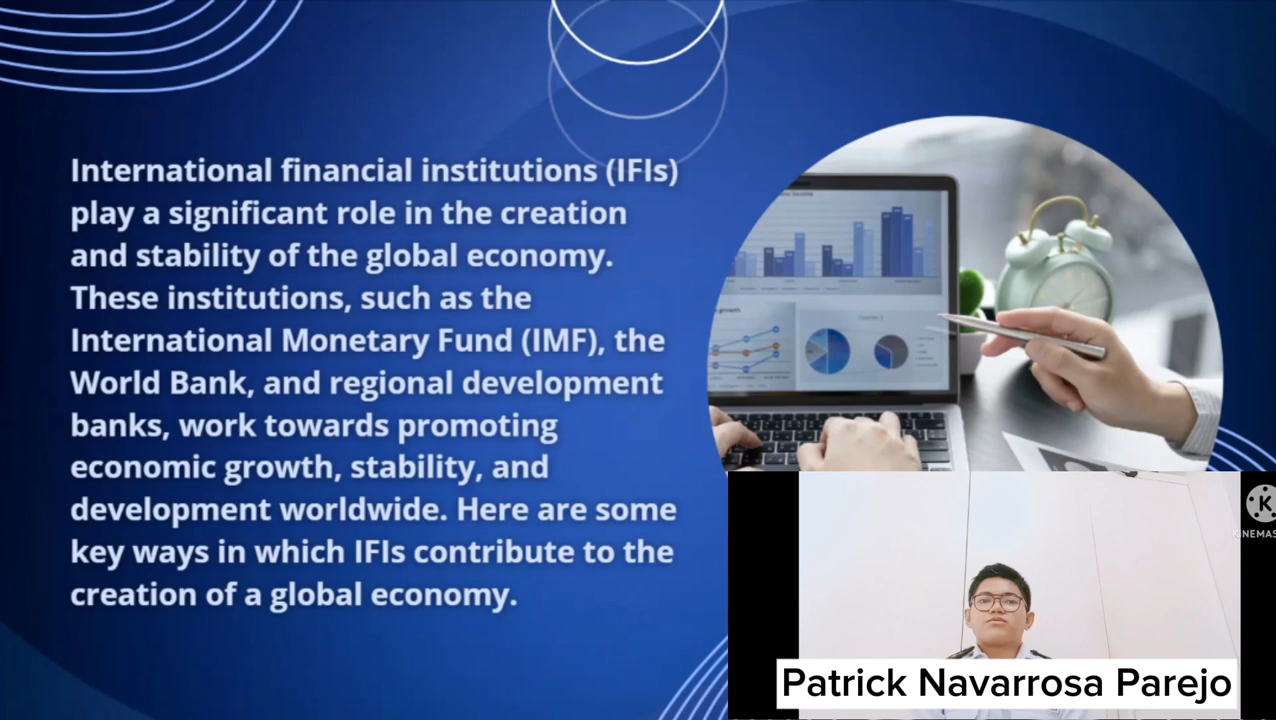 International financial institutions (IFIs)
play a significant role in the creation
and stability of the global economy.
These institutions, such as the
International Monetary Fund (IMF), the
World Bank, and regional development
banks, work towards promoting
economic growth, stability, and
development worldwide. Here are some
key ways in which IFIs contribute to the
creation of a global economy.
Patrick Navarrosa Parejo